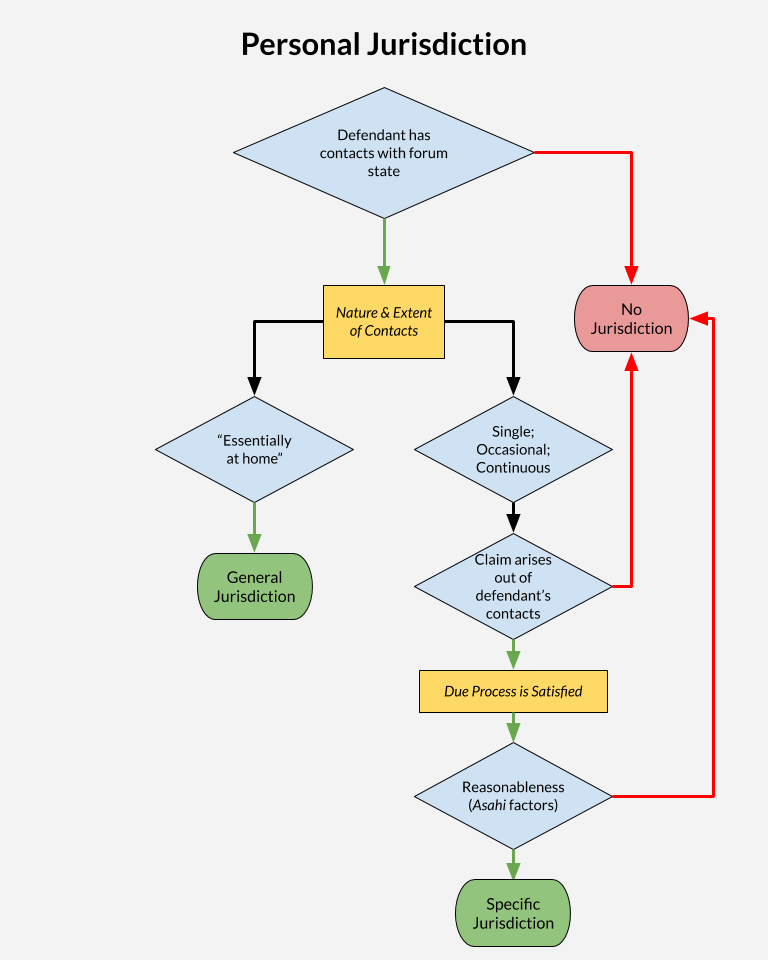 Personal Jurisdiction
Defendant has
contacts with forum
state
Nature & Extent
of Contacts
No
Jurisdiction
“Essentially
at home”
Single;
Occasional;
Continuous
General
Jurisdiction
Claim arises
out of
defendant’s
contacts
Due Process is Satisfied
Reasonableness
(Asahi factors)
Specific
Jurisdiction